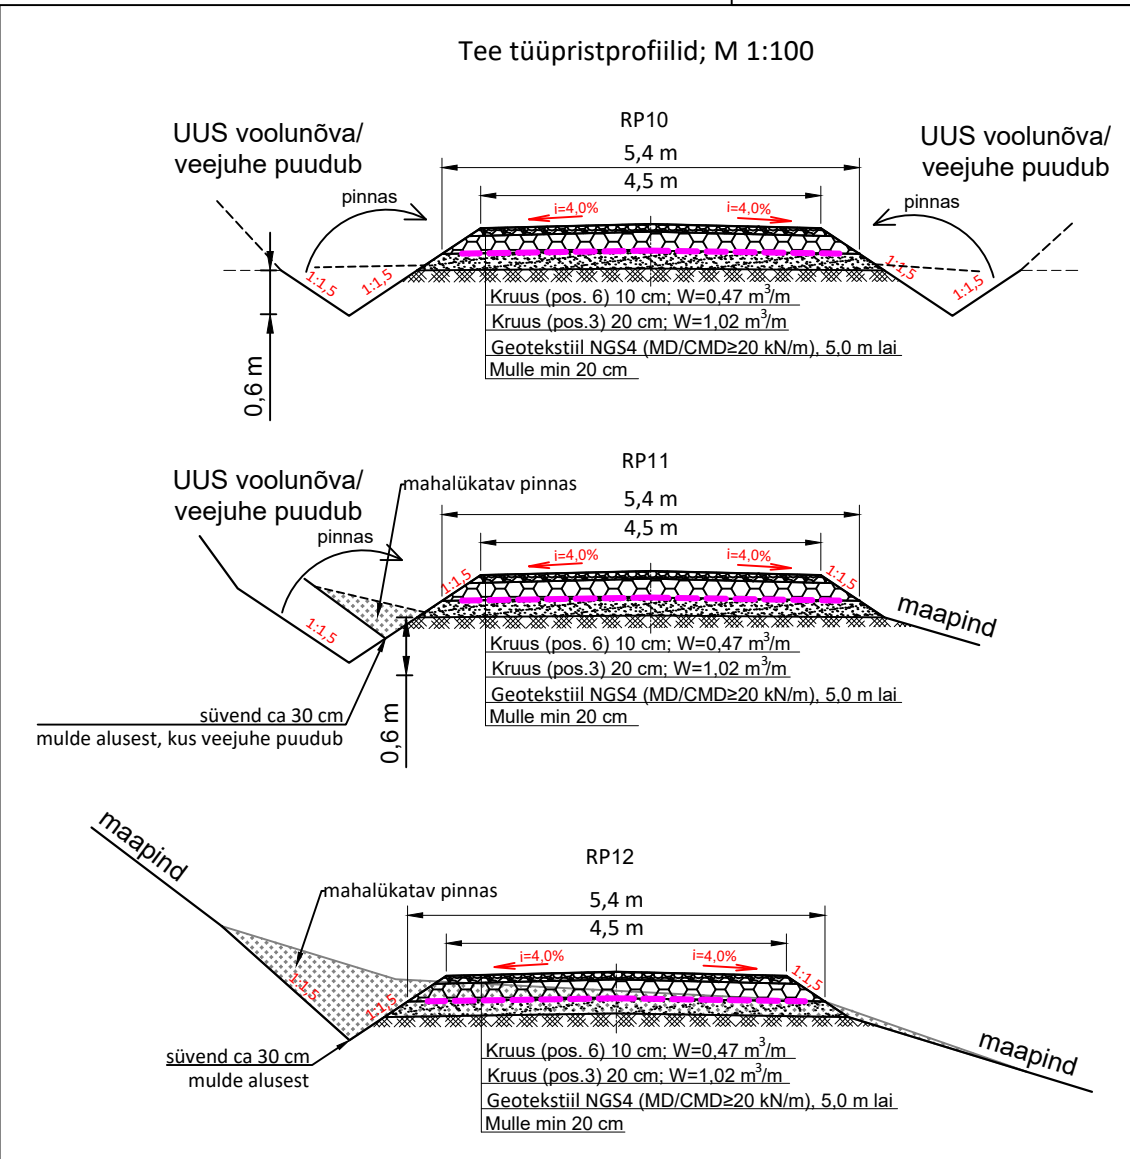 Tee tüüpristprofiilid; M 1:100
RP10
UUS voolunõva/
veejuhe puudub
UUS voolunõva/
veejuhe puudub
5,4 m
4,5 m
pinnas
pinnas
i=4,0%
i=4,0%
1:1,5
1:1,5
1:1,5
1:1,5
0,6 m
Kruus (pos. 6) 10 cm; W=0,47 m³/m
Kruus (pos.3) 20 cm; W=1,02 m³/m
Geotekstiil NGS4 (MD/CMD≥20 kN/m), 5,0 m lai
Mulle min 20 cm
RP11
UUS voolunõva/
veejuhe puudub
mahalükatav pinnas
5,4 m
4,5 m
pinnas
i=4,0%
i=4,0%
1:1,5
1:1,5
1:1,5
maapind
0,6 m
Kruus (pos. 6) 10 cm; W=0,47 m³/m
Kruus (pos.3) 20 cm; W=1,02 m³/m
Geotekstiil NGS4 (MD/CMD≥20 kN/m), 5,0 m lai
Mulle min 20 cm
süvend ca 30 cm
mulde alusest, kus veejuhe puudub
maapind
RP12
mahalükatav pinnas
5,4 m
4,5 m
i=4,0%
i=4,0%
1:1,5
1:1,5
1:1,5
maapind
süvend ca 30 cm
mulde alusest
Kruus (pos. 6) 10 cm; W=0,47 m³/m
Kruus (pos.3) 20 cm; W=1,02 m³/m
Geotekstiil NGS4 (MD/CMD≥20 kN/m), 5,0 m lai
Mulle min 20 cm